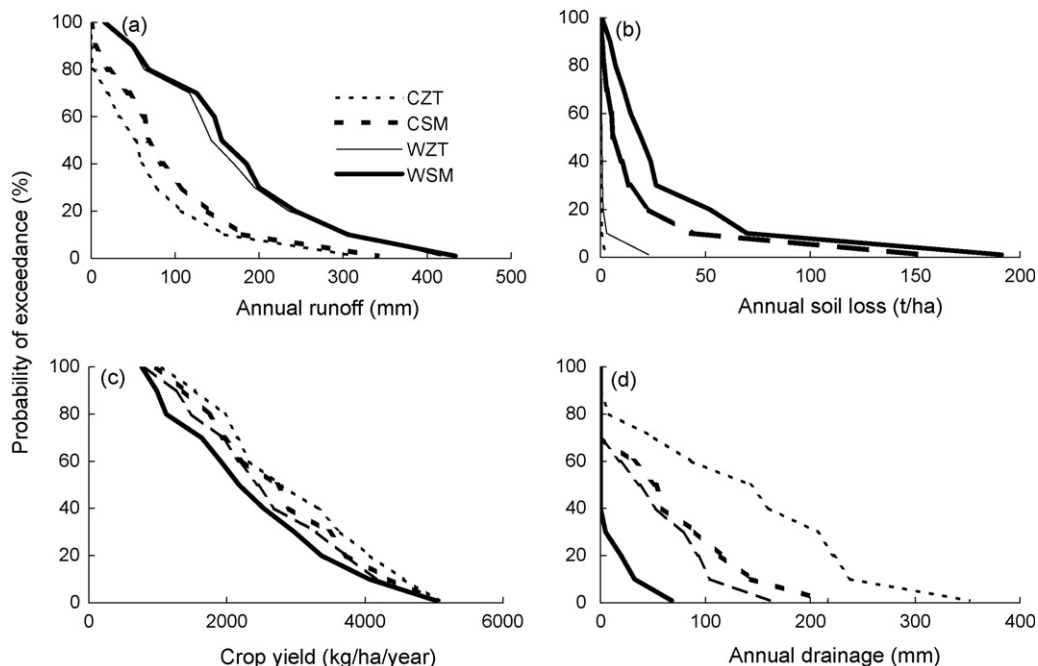 Probability of exceedance (%)
(a)
100
80
60
40
20
0
0 100 200 300 400 500
Annual runoff (mm)
CZT
CSM
WZT
WSM
(b)
100
80
60
40
20
0
0 50 100 150 200
Annual soil loss (t/ha)
(c)
100
80
60
40
20
0
0 2000 4000 6000
Crop yield (kg/ha/year)
(d)
100
80
60
40
20
0
0 100 200 300 400
Annual drainage (mm)